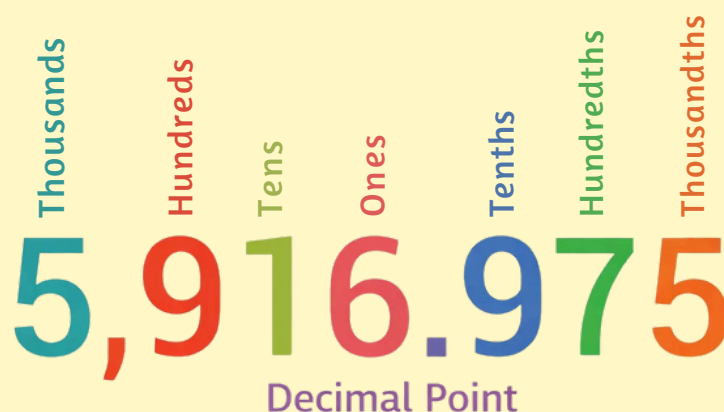 Thousands
Hundreds
Tens
Ones
Tenths
Hundredths
Thousandths
5,916.975
Decimal Point